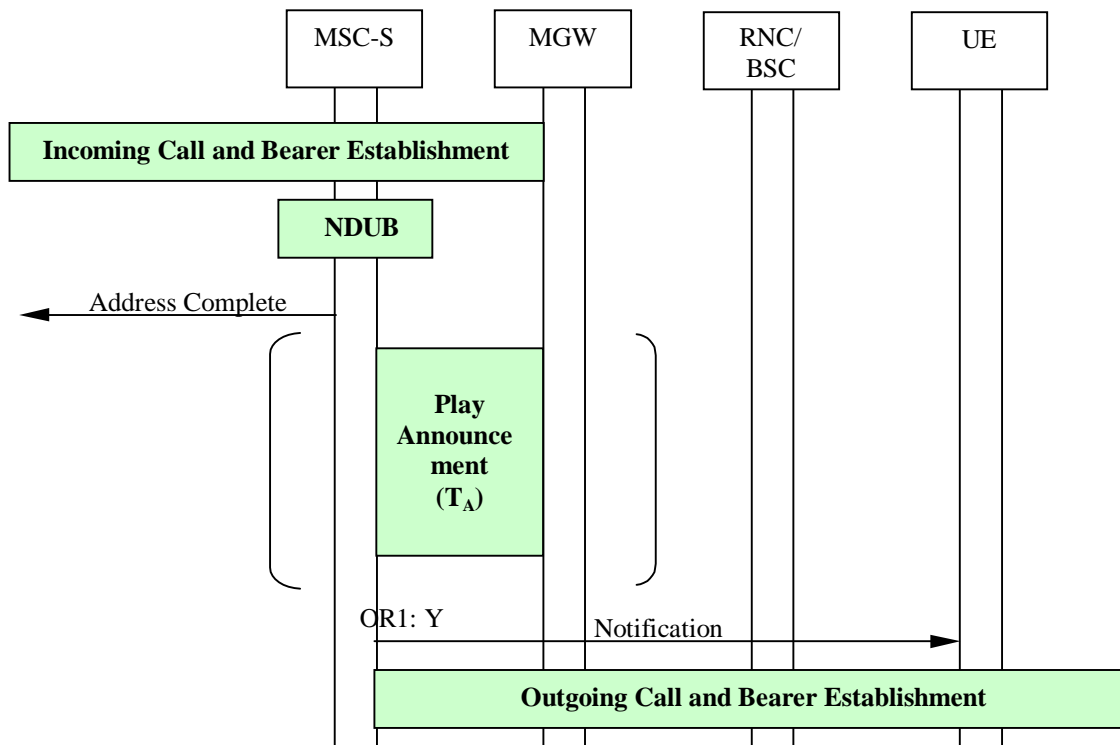 MSC-S
MGW
RNC/
BSC
UE
Incoming Call and Bearer Establishment
NDUB
Address Complete
Play
Announce
ment
(TA)
OR1: Y
Notification
Outgoing Call and Bearer Establishment